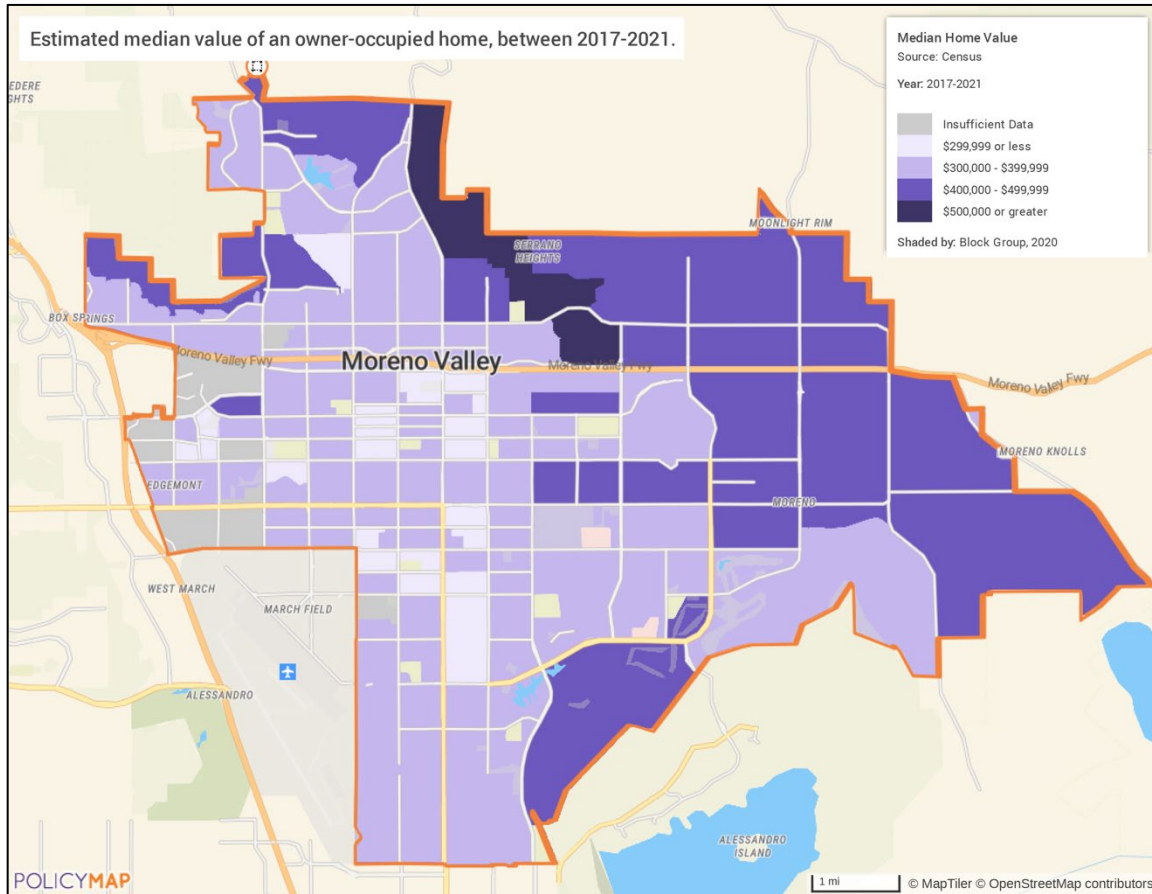 Estimated median value of an owner-occupied home, between 2017-2021.
Median Home Value
Source: Census
Year: 2017-2021
Insufficient Data
$299,999 or less
$300,000 - $399,999
$400,000 - $499,999
$500,000 or greater
Shaded by: Block Group, 2020
EDERE
GHTS
MOONLIGHT RIM
SERRANO
HEIGHTS
BOX SPRINGS
Moreno Valley Fwy
Moreno Valley
Moreno Valley Fwy
Moreno Valley Fwy
MORENO KNOLLS
EDGEMONT
MORENO
WEST MARCH
MARCH FIELD
ALESSANDRO
ALESSANDRO
ISLAND
POLICYMAP
1 mi
© MapTiler © OpenStreetMap contributors